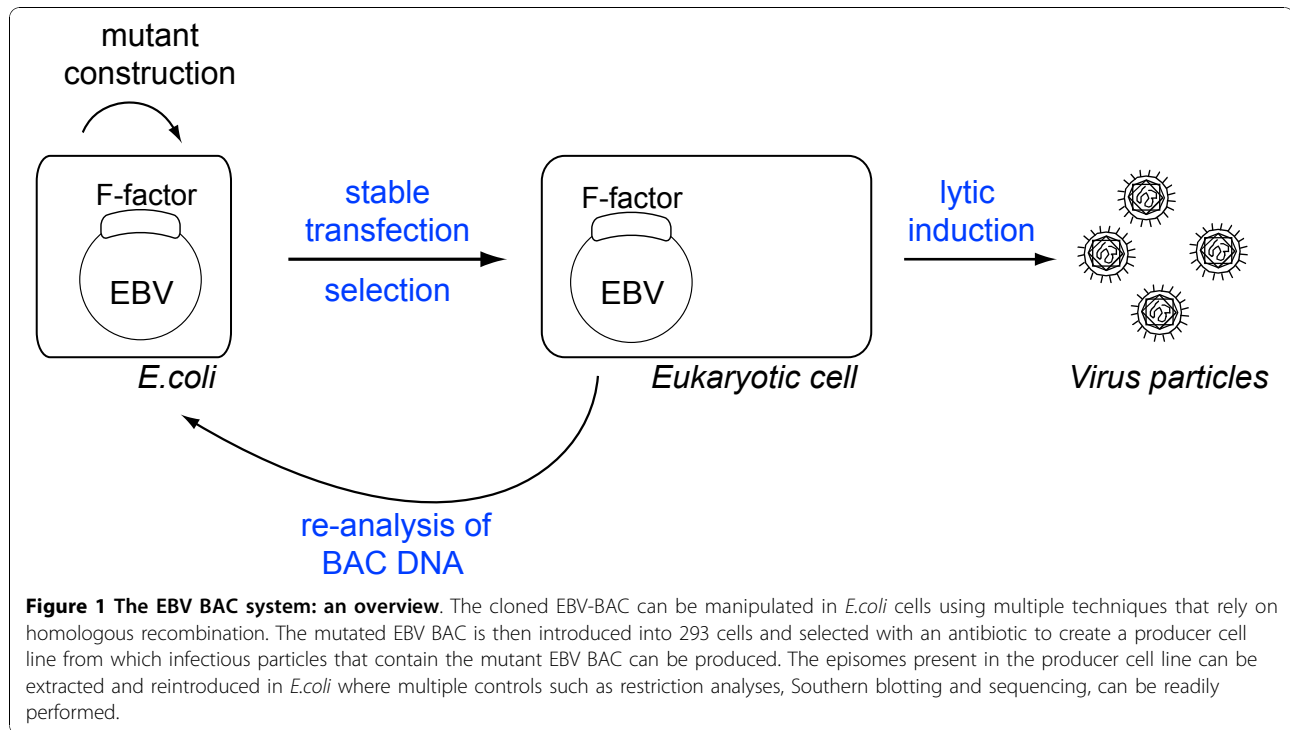 mutant
construction
F-factor
EBV
E.coli
stable
transfection
selection
F-factor
EBV
Eukaryotic cell
lytic
induction
Virus particles
re-analysis of
BAC DNA
Figure 1 The EBV BAC system: an overview. The cloned EBV-BAC can be manipulated in E.coli cells using multiple techniques that rely on
homologous recombination. The mutated EBV BAC is then introduced into 293 cells and selected with an antibiotic to create a producer cell
line from which infectious particles that contain the mutant EBV BAC can be produced. The episomes present in the producer cell line can be
extracted and reintroduced in E.coli where multiple controls such as restriction analyses, Southern blotting and sequencing, can be readily
performed.